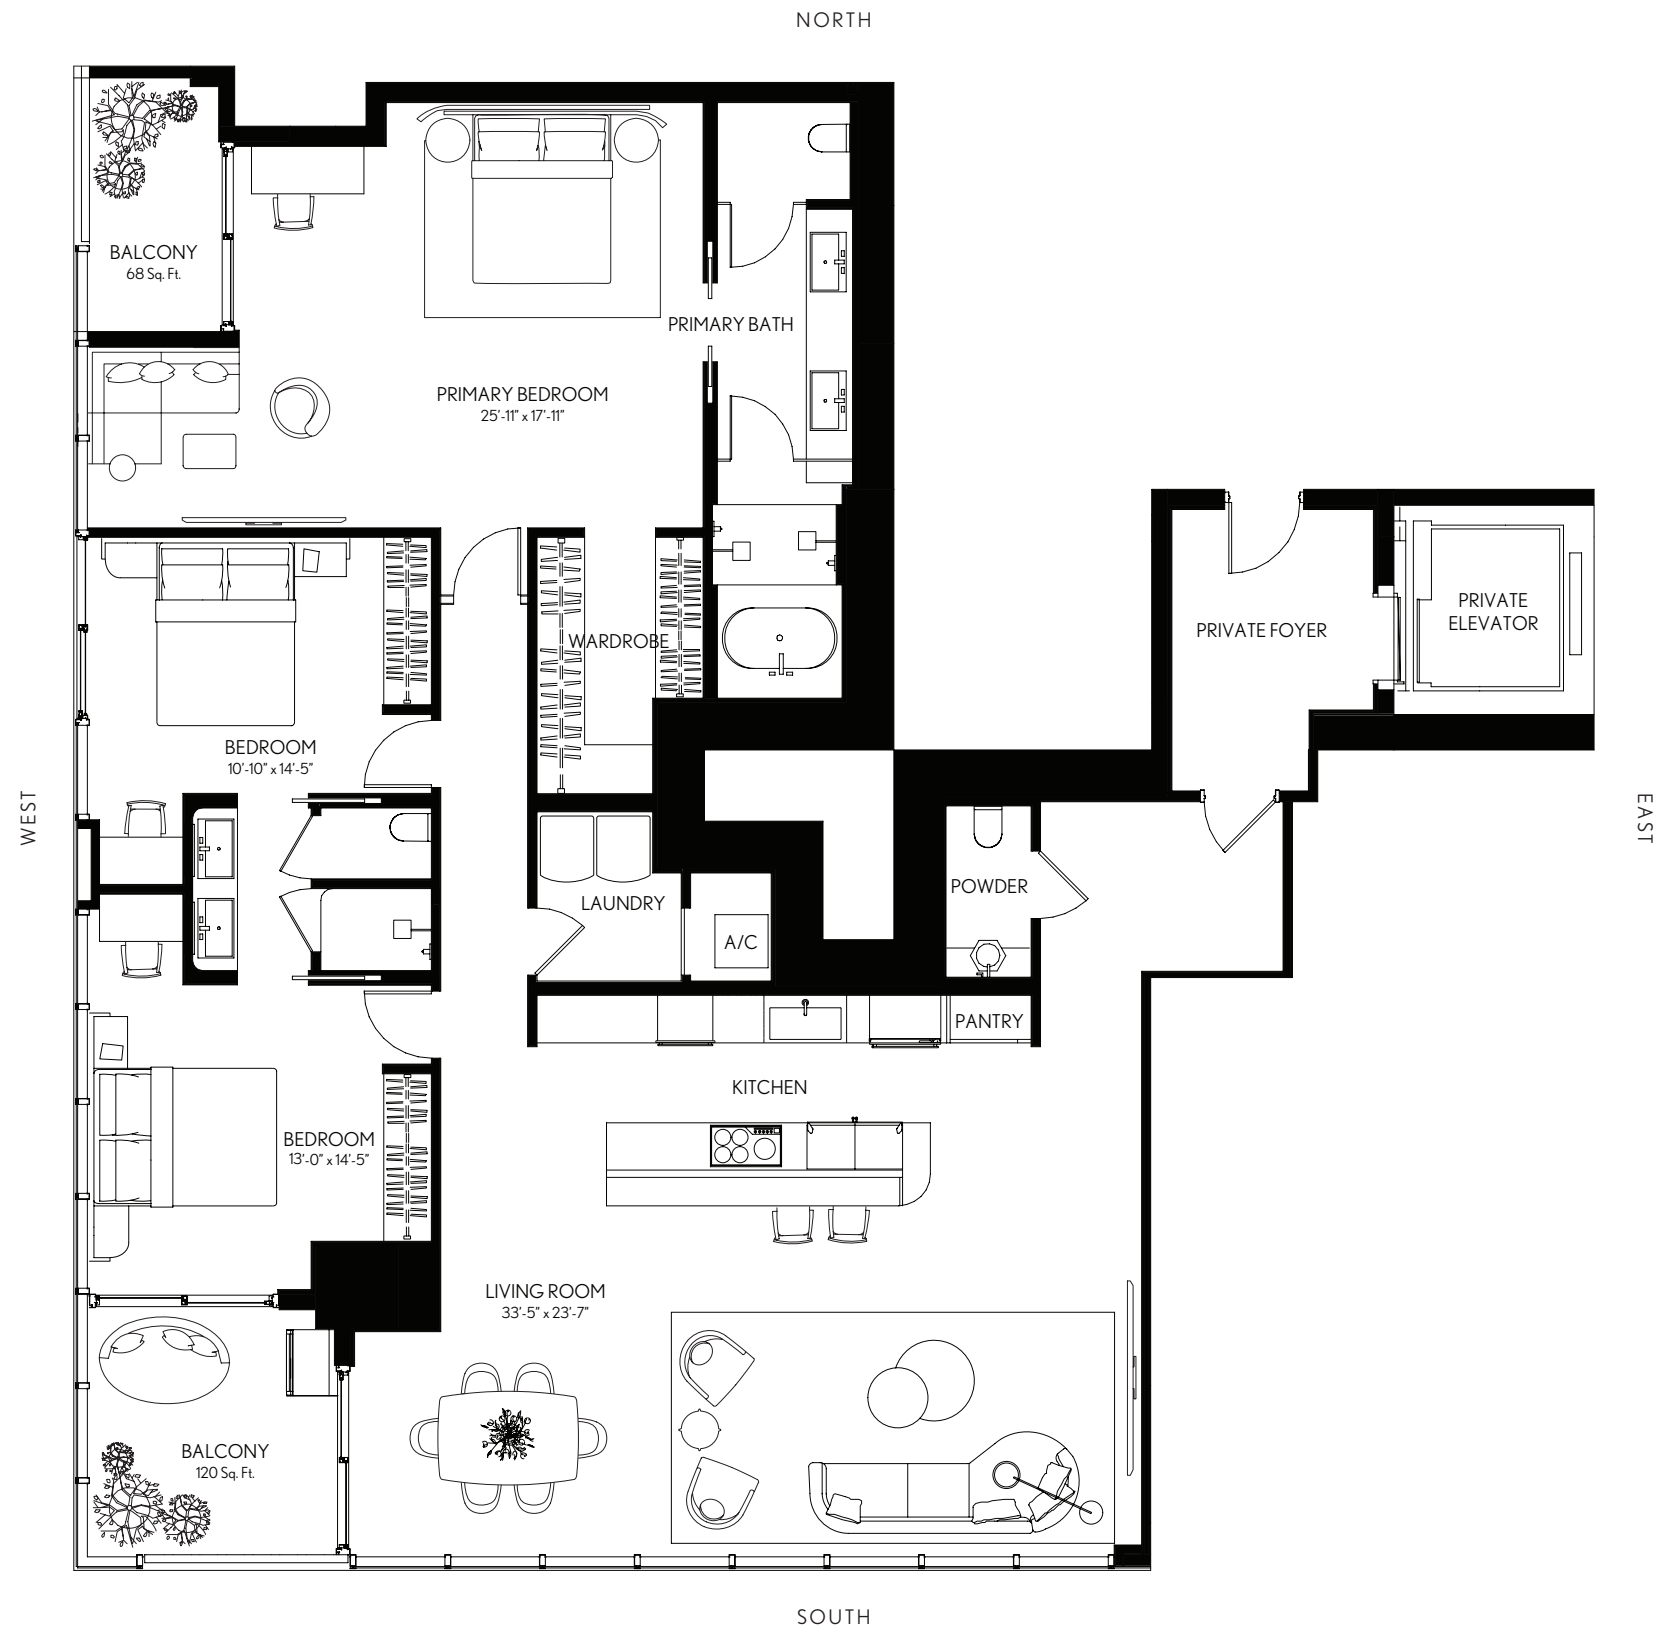 NORTH
BALCONY
68 Sq. Ft.
PRIMARY BATH
PRIMARY BEDROOM
25'-11" x 17'-11"
PRIVATE
ELEVATOR
PRIVATE FOYER
WARDROBE
BEDROOM
10'-10" x 14'-5"
WEST
EAST
POWDER
LAUNDRY
A/C
PANTRY
KITCHEN
BEDROOM
13'-0" x 14'-5"
LIVING ROOM
33'-5" x 23'-7"
BALCONY
120 Sq. Ft.
SOUTH